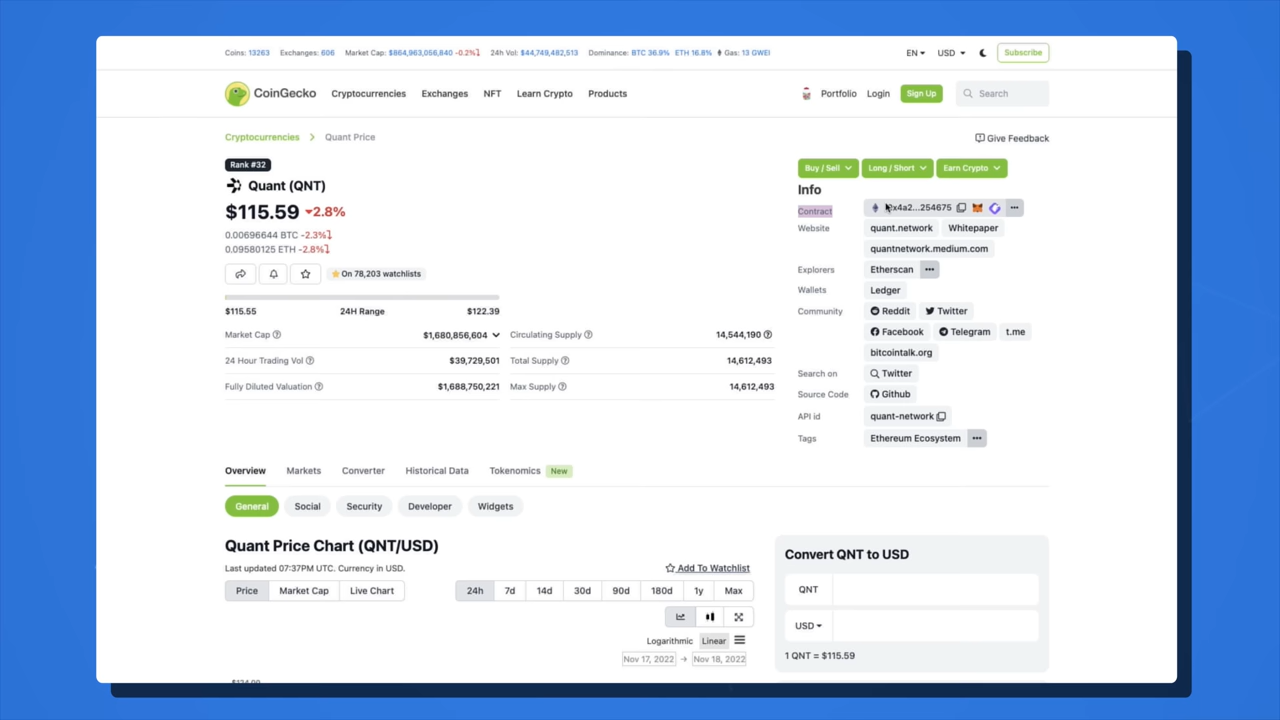 Coins: 13263 Exchanges: 606 Market Cap: $864,963,056,840 -0.2% 24h Vol: $44,749,482,513 Dominance: BTC 36.9% ETH 16.8% Gas: 13 GWEI EN USD Subscribe
CoinGecko Cryptocurrencies Exchanges NFT Learn Crypto Products Portfolio Login Sign Up Search
Cryptocurrencies > Quant Price Give Feedback
Rank #32
Buy / Sell Long / Short Earn Crypto
Quant (QNT)
Info
$115.59 2.8%
Contract 0x4a2...254675
Website quant.network Whitepaper
0.00696644 BTC -2.3%
0.09580125 ETH -2.8%
quantnetwork.medium.com
On 78,203 watchlists
Explorers Etherscan
Wallets Ledger
$115.55 24H Range $122.39
Community Reddit Twitter
Market Cap $1,680,856,604 Circulating Supply 14,544,190
Facebook Telegram t.me
bitcointalk.org
24 Hour Trading Vol $39,729,501 Total Supply 14,612,493
Search on Twitter
Fully Diluted Valuation $1,688,750,221 Max Supply 14,612,493
Source Code Github
API id quant-network
Tags Ethereum Ecosystem
Overview Markets Converter Historical Data Tokenomics New
General Social Security Developer Widgets
Quant Price Chart (QNT/USD)
Convert QNT to USD
Last updated 07:37PM UTC. Currency in USD. Add To Watchlist
Price Market Cap Live Chart 24h 7d 14d 30d 90d 180d 1y Max
QNT
USD
Logarithmic Linear
1 QNT = $115.59
Nov 17, 2022 → Nov 18, 2022